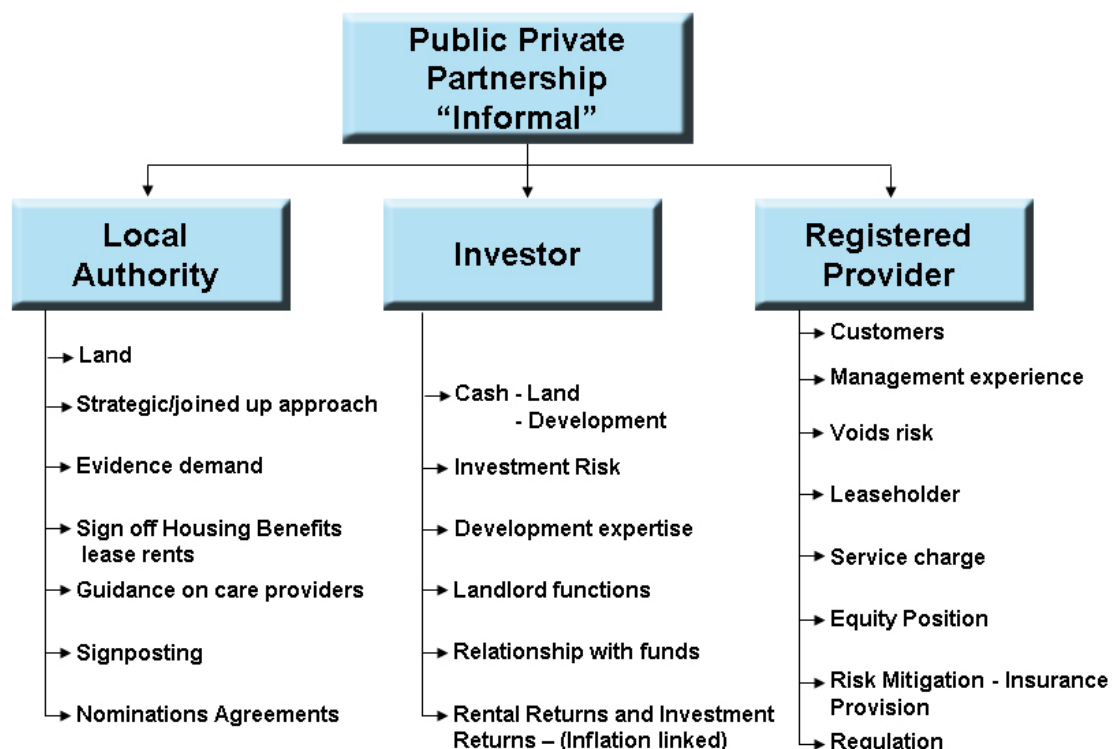 Public Private
Partnership
“Informal”
Local
Authority
Land
Strategic/joined up approach
Evidence demand
Sign off Housing Benefits
lease rents
Guidance on care providers
Signposting
Nominations Agreements
Investor
Cash - Land
- Development
Investment Risk
Development expertise
Landlord functions
Relationship with funds
Rental Returns and Investment
Returns – (Inflation linked)
Registered
Provider
Customers
Management experience
Voids risk
Leaseholder
Service charge
Equity Position
Risk Mitigation - Insurance
Provision
Regulation